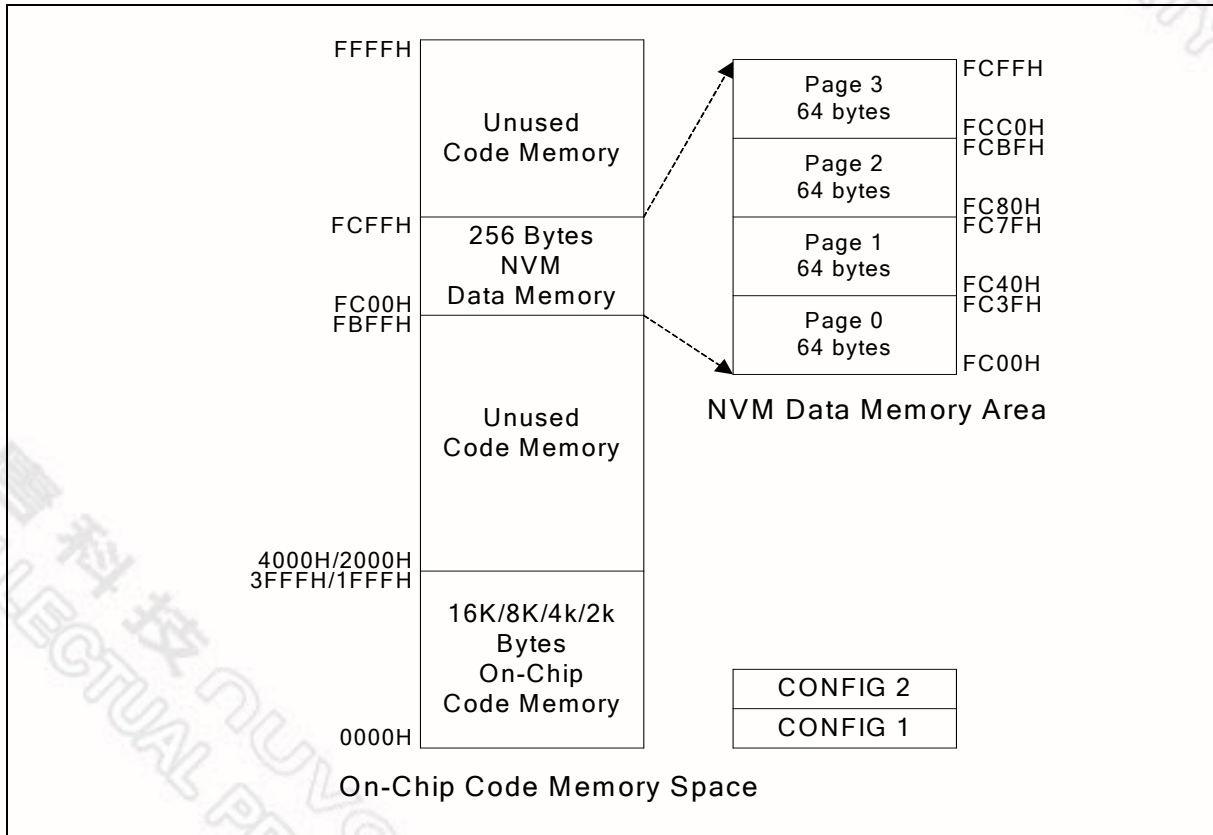 FFFFH
Unused
Code Memory
FCFFH
256 Bytes
NVM
Data Memory
FC00H
FBFFH
Unused
Code Memory
4000H/2000H
3FFFH/1FFFH
16K/8K/4k/2k
Bytes
On-Chip
Code Memory
0000H
On-Chip Code Memory Space
FCFFH
Page 3
64 bytes
FCC0H
FCBFH
Page 2
64 bytes
FC80H
FC7FH
Page 1
64 bytes
FC40H
FC3FH
Page 0
64 bytes
FC00H
NVM Data Memory Area
CONFIG 2
CONFIG 1
科技